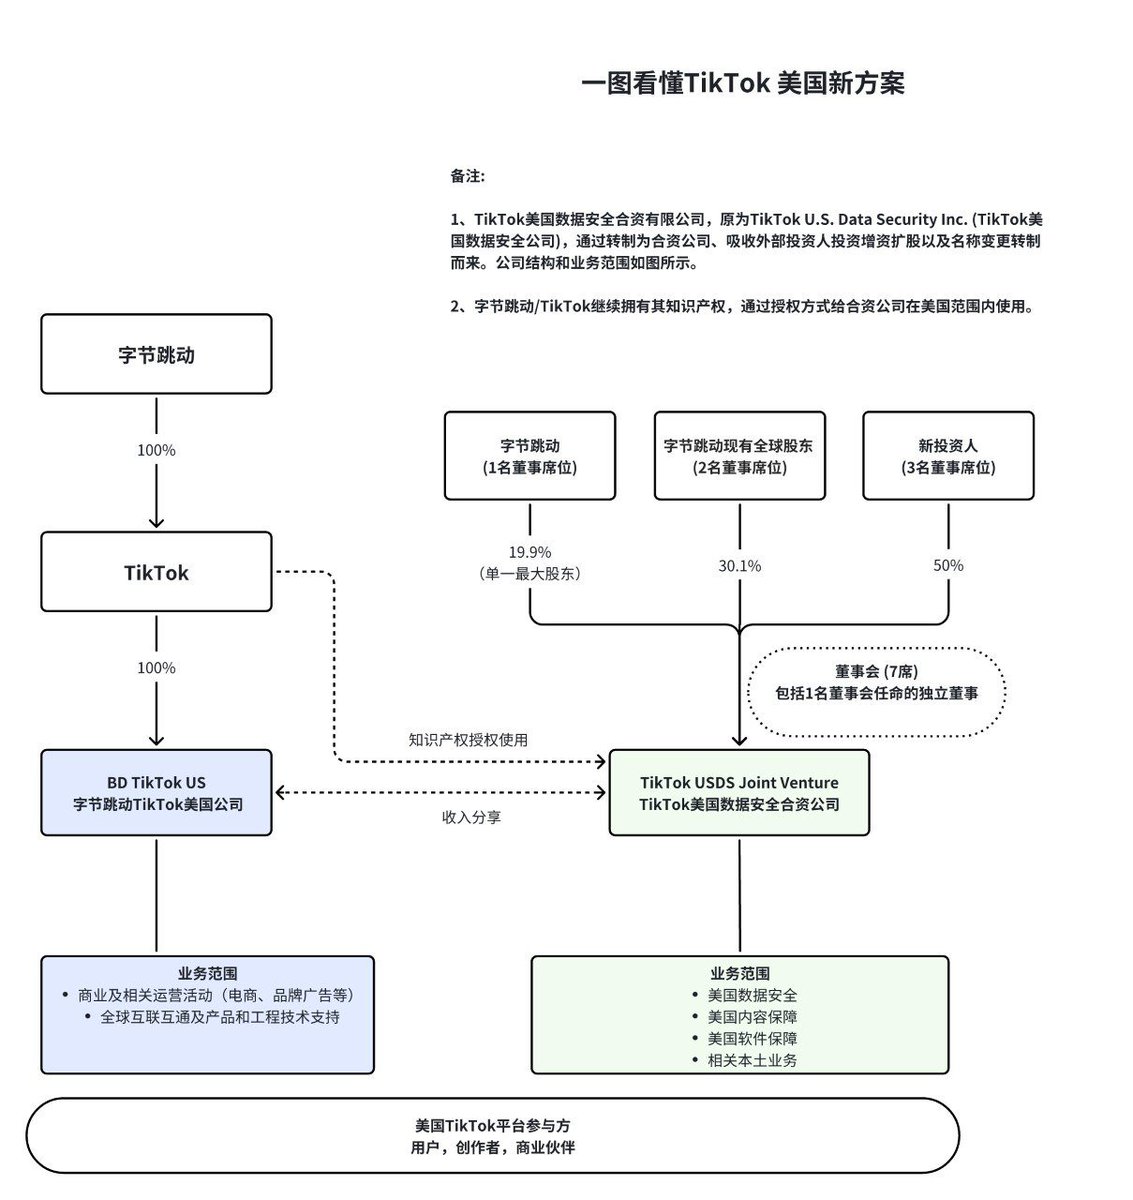 一图看懂TikTok 美国新方案
备注:
1、TikTok美国数据安全合资有限公司，原为TikTok U.S. Data Security Inc. (TikTok美
国数据安全公司)，通过转制为合资公司、吸收外部投资人投资增资扩股以及名称变更转制
而来。公司结构和业务范围如图所示。
2、字节跳动/TikTok继续拥有其知识产权，通过授权方式给合资公司在美国范围内使用。
字节跳动
100%
TikTok
100%
字节跳动
(1名董事席位)
字节跳动现有全球股东
(2名董事席位)
新投资人
(3名董事席位)
19.9%
（单一最大股东）
30.1%
50%
董事会 (7席)
包括1名董事会任命的独立董事
知识产权授权使用
收入分享
BD TikTok US
字节跳动TikTok美国公司
TikTok USDS Joint Venture
TikTok美国数据安全合资公司
业务范围
• 商业及相关运营活动（电商、品牌广告等）
• 全球互联互通及产品和工程技术支持
业务范围
• 美国数据安全
• 美国内容保障
• 美国软件保障
• 相关本土业务
美国TikTok平台参与方
用户，创作者，商业伙伴